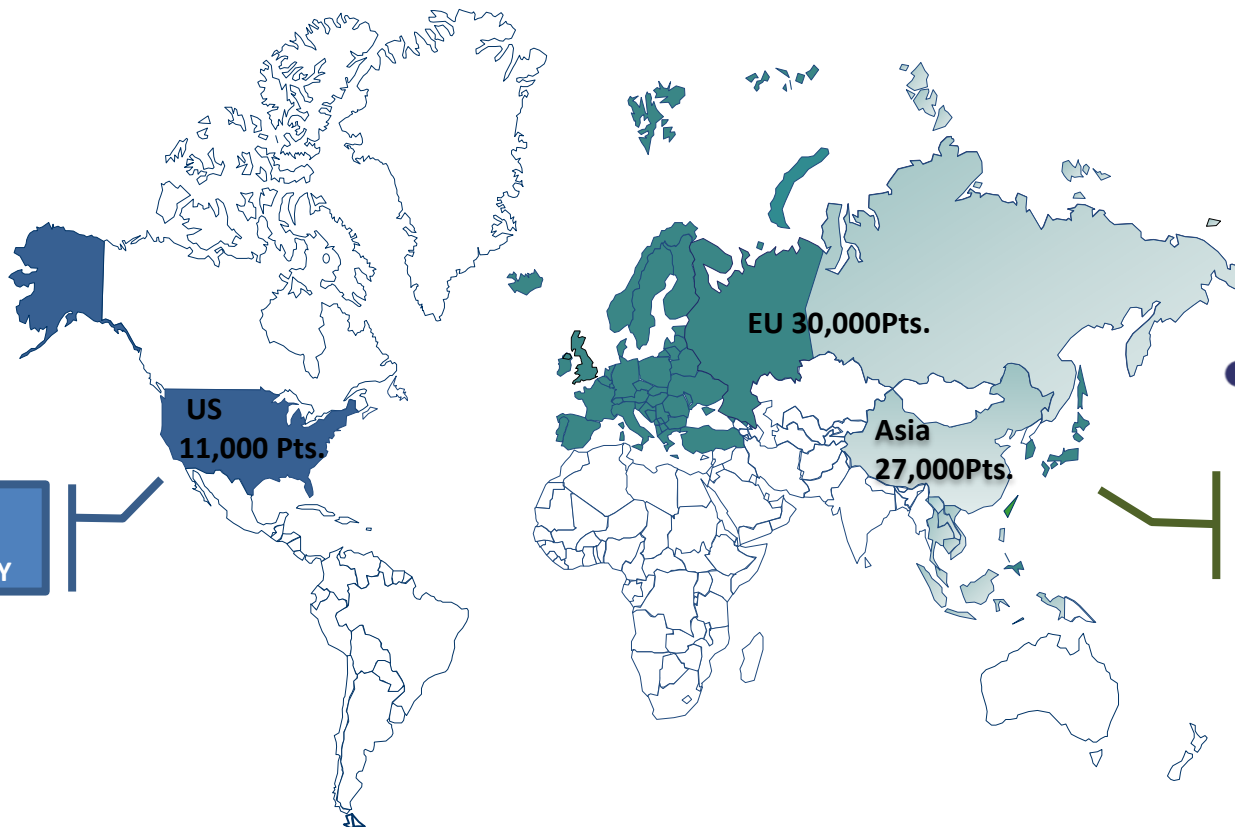 EU 30,000Pts.
US
11,000 Pts.
Asia
27,000Pts.
Y